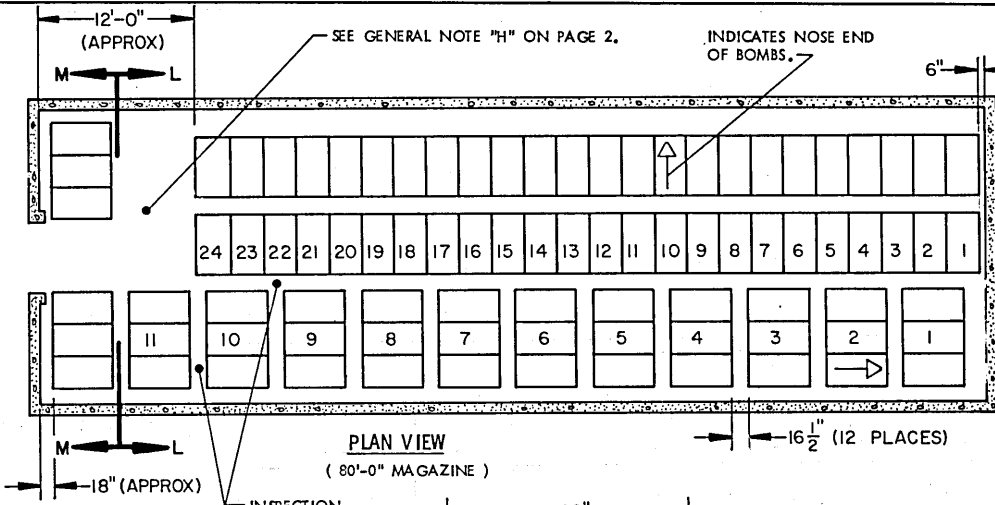 12'-0"
(APPROX)
SEE GENERAL NOTE "H" ON PAGE 2.
INDICATES NOSE END
OF BOMBS.
6"
M L
24 23 22 21 20 19 18 17 16 15 14 13 12 11 10 9 8 7 6 5 4 3 2 1
11 10 9 8 7 6 5 4 3 2 1
M L
PLAN VIEW
( 80'-0" MAGAZINE )
16 1/2" (12 PLACES)
18" (APPROX)